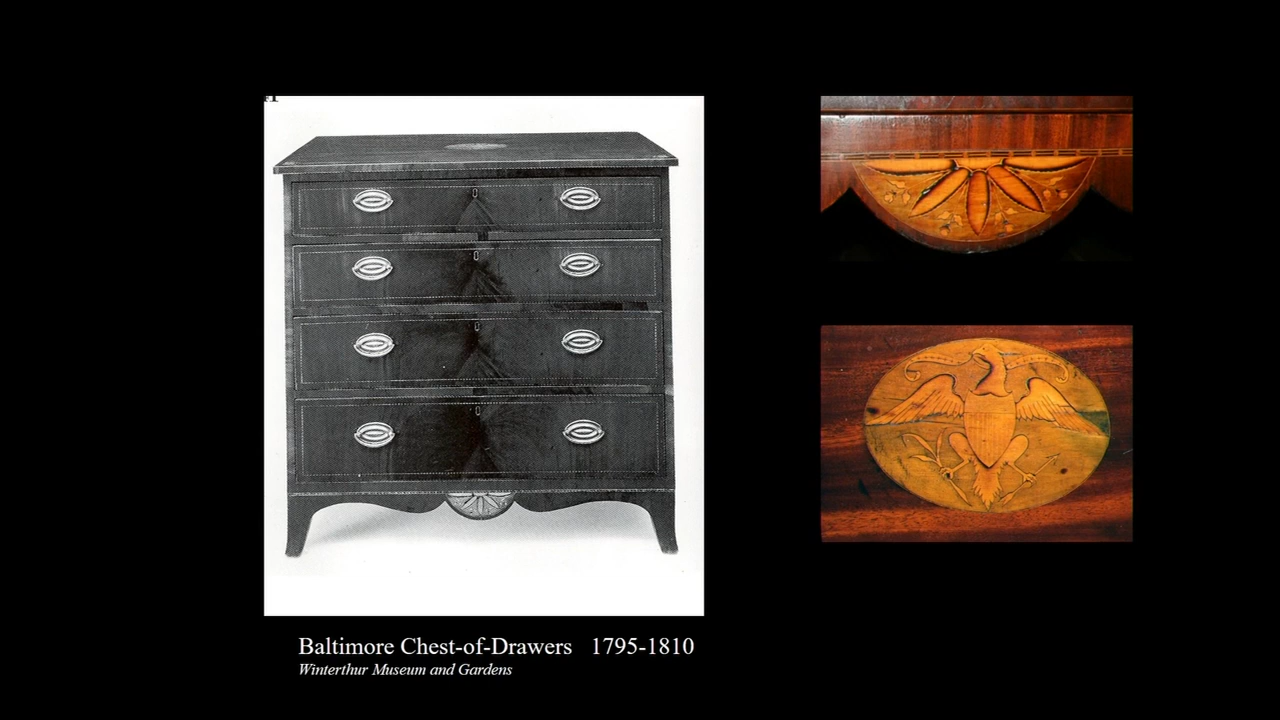 Baltimore Chest-of-Drawers 1795-1810
Winterthur Museum and Gardens